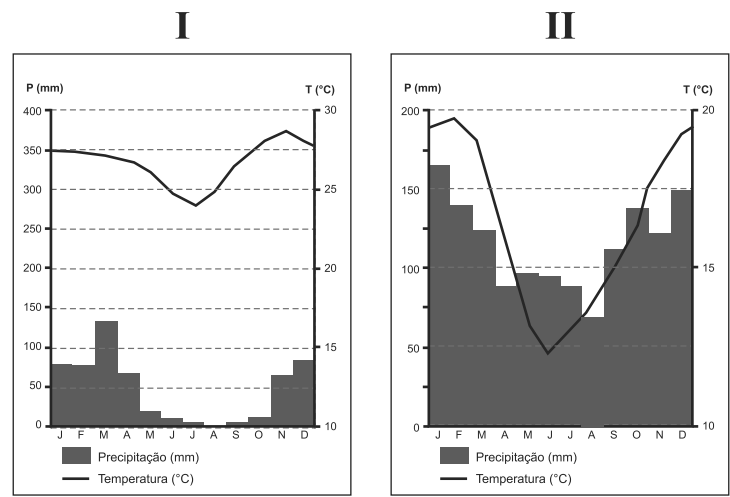 I
P (mm)
T (°C)
400
350
300
250
200
150
100
50
0
30
25
20
15
10
J F M A M J J A S O N D
Precipitação (mm)
Temperatura (°C)
II
P (mm)
T (°C)
200
150
100
50
0
20
15
10
J F M A M J J A S O N D
Precipitação (mm)
Temperatura (°C)